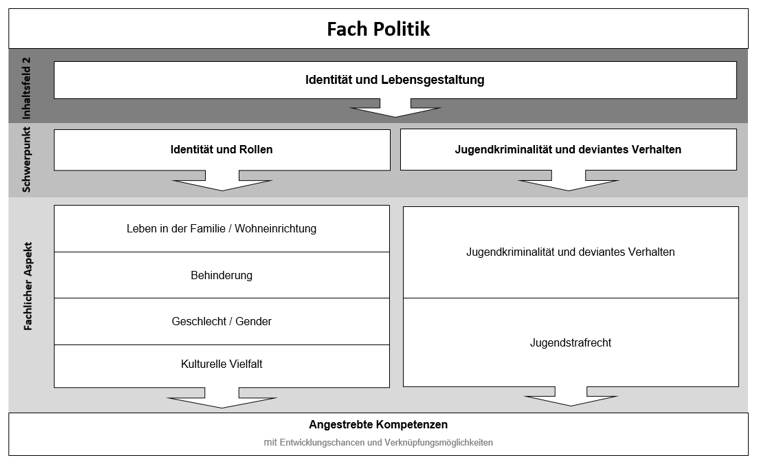 Fach Politik
Inhaltsfeld 2
Identität und Lebensgestaltung
Schwerpunkt
Identität und Rollen
Jugendkriminalität und deviantes Verhalten
Fachlicher Aspekt
Leben in der Familie / Wohneinrichtung
Behinderung
Geschlecht / Gender
Kulturelle Vielfalt
Jugendkriminalität und deviantes Verhalten
Jugendstrafrecht
Angestrebte Kompetenzen
mit Entwicklungschancen und Verknüpfungsmöglichkeiten